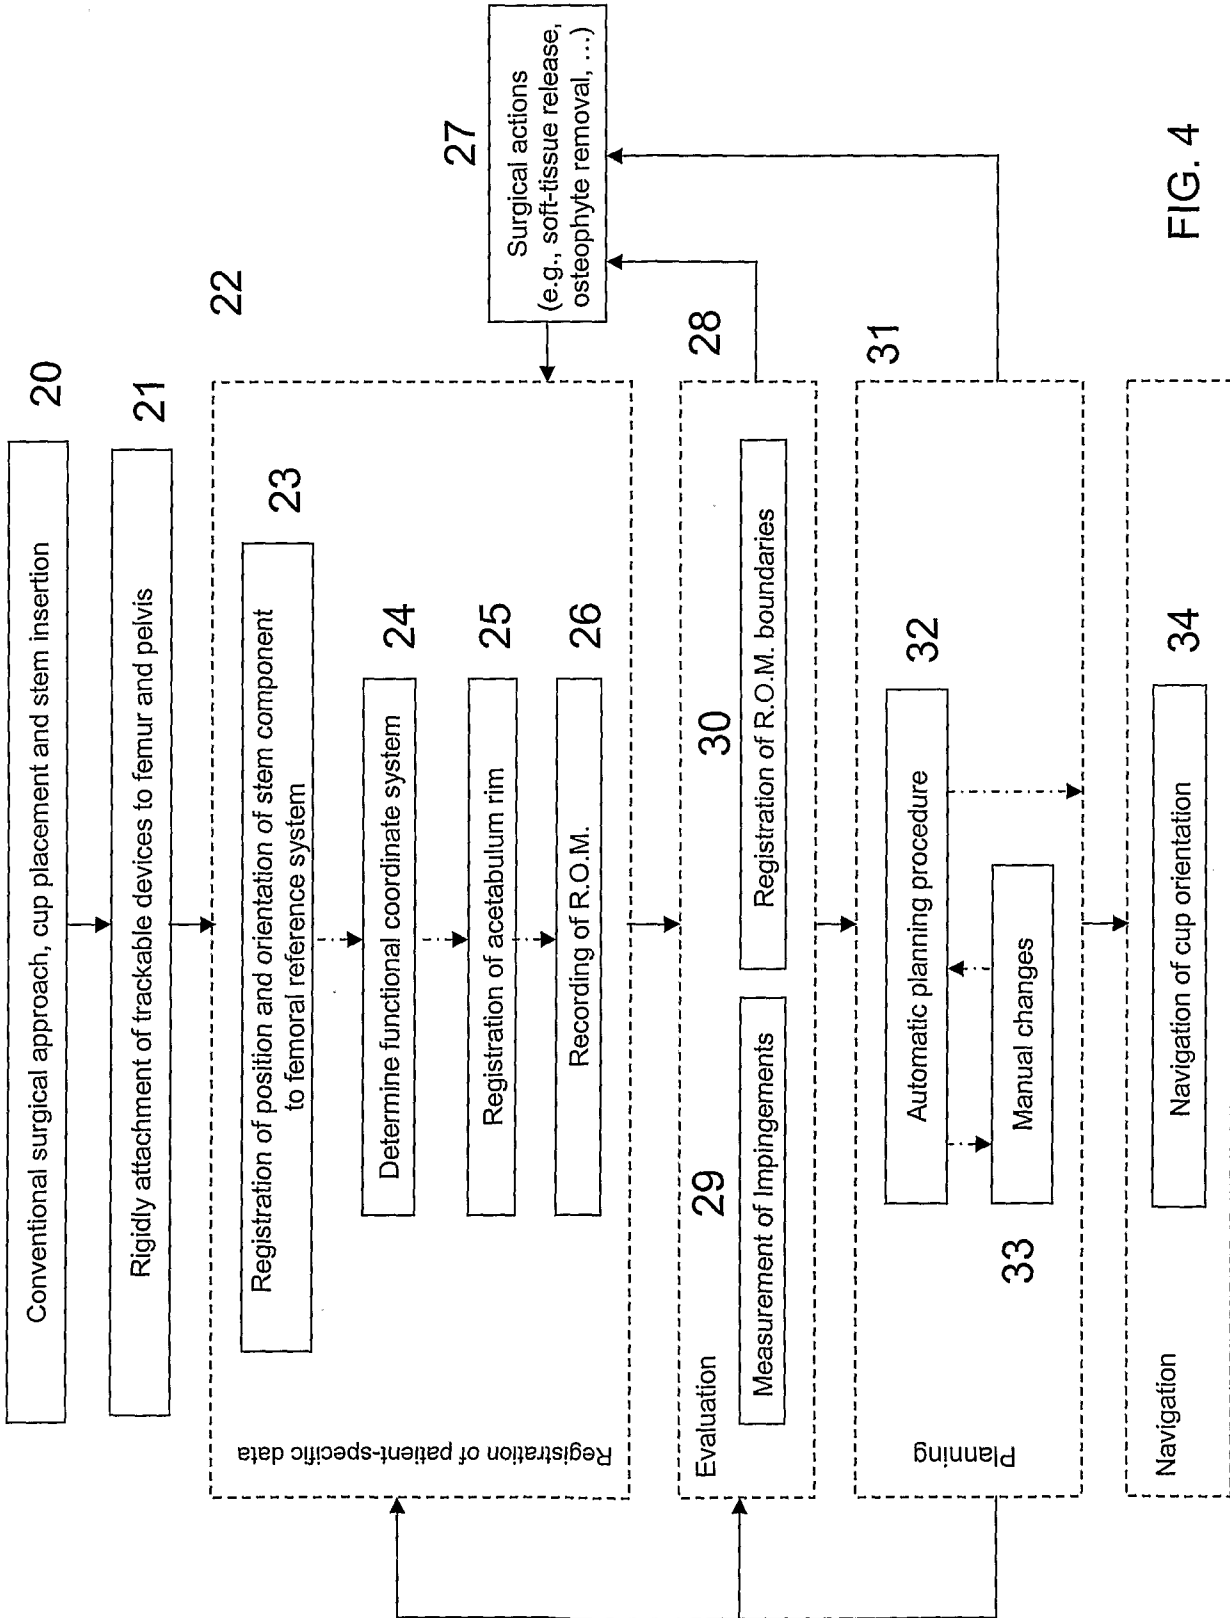 Conventional surgical approach, cup placement and stem insertion
20
Rigidly attachment of trackable devices to femur and pelvis
21
22
Registration of patient-specific data
Registration of position and orientation of stem component
to femoral reference system
23
Determine functional coordinate system
24
Registration of acetabulum rim
25
Recording of R.O.M.
26
27
Surgical actions
(e.g., soft-tissue release,
osteophyte removal, ...)
Evaluation
28
29
Measurement of Impingements
30
Registration of R.O.M. boundaries
Planning
31
Automatic planning procedure
32
Manual changes
33
Navigation
Navigation of cup orientation
34
FIG. 4